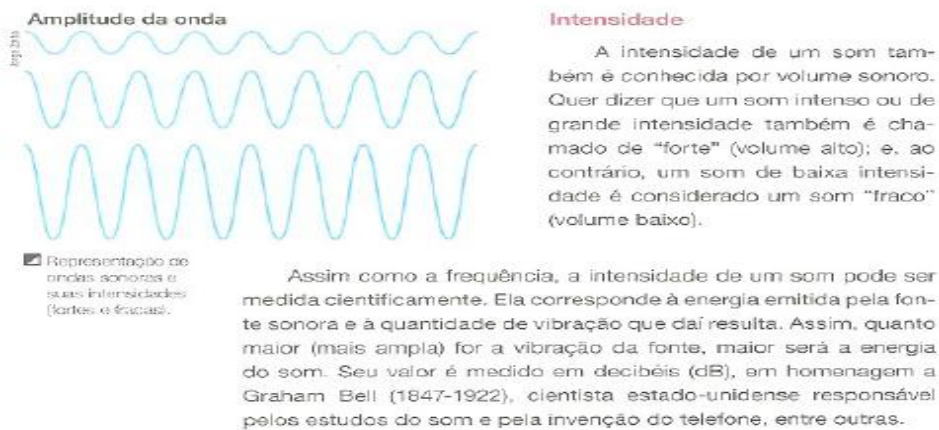 Amplitude da onda
Intensidade
A intensidade de um som tam-
bém é conhecida por volume sonoro.
Quer dizer que um som intenso ou de
grande intensidade também é cha-
mado de "forte" (volume alto); e, ao
contrário, um som de baixa intensi-
dade é considerado um som "fraco"
(volume baixo).
Representação de
ondas sonoras e
suas intensidades
(fortes e fracas).
Assim como a frequência, a intensidade de um som pode ser
medida cientificamente. Ela corresponde à energia emitida pela fon-
te sonora e à quantidade de vibração que daí resulta. Assim, quanto
maior (mais ampla) for a vibração da fonte, maior será a energia
do som. Seu valor é medido em decibéis (dB), em homenagem a
Graham Bell (1847-1922), cientista estado-unidense responsável
pelos estudos do som e pela invenção do telefone, entre outras.